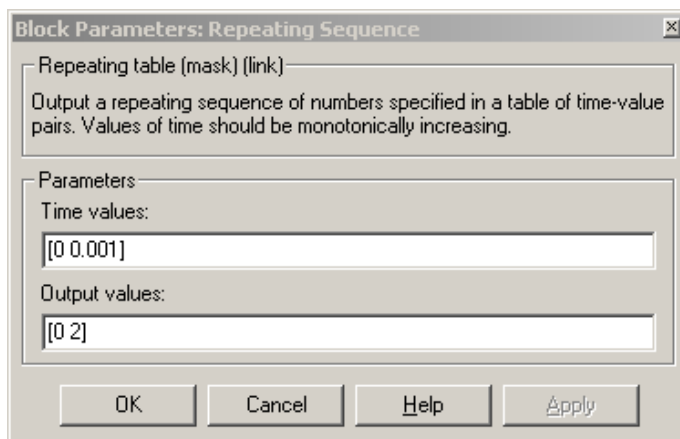 Block Parameters: Repeating Sequence
Repeating table (mask) (link)
Output a repeating sequence of numbers specified in a table of time-value
pairs. Values of time should be monotonically increasing.
Parameters
Time values:
[0 0.001]
Output values:
[0 2]
OK Cancel Help Apply